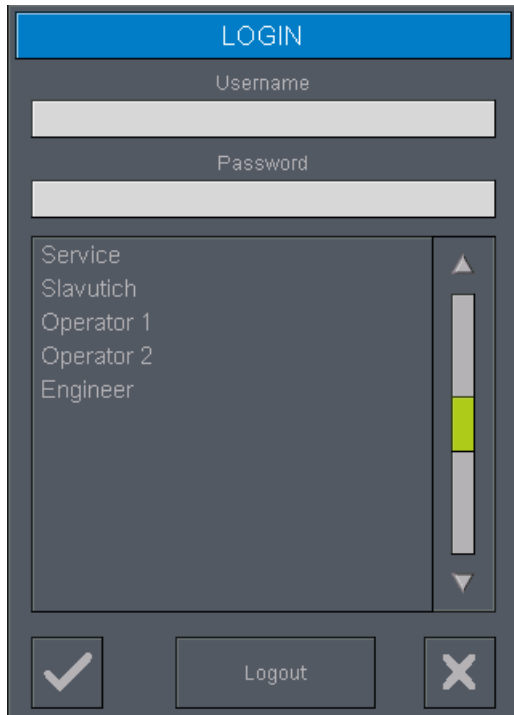 LOGIN
Username
Password
Service
Slavutich
Operator 1
Operator 2
Engineer
Logout